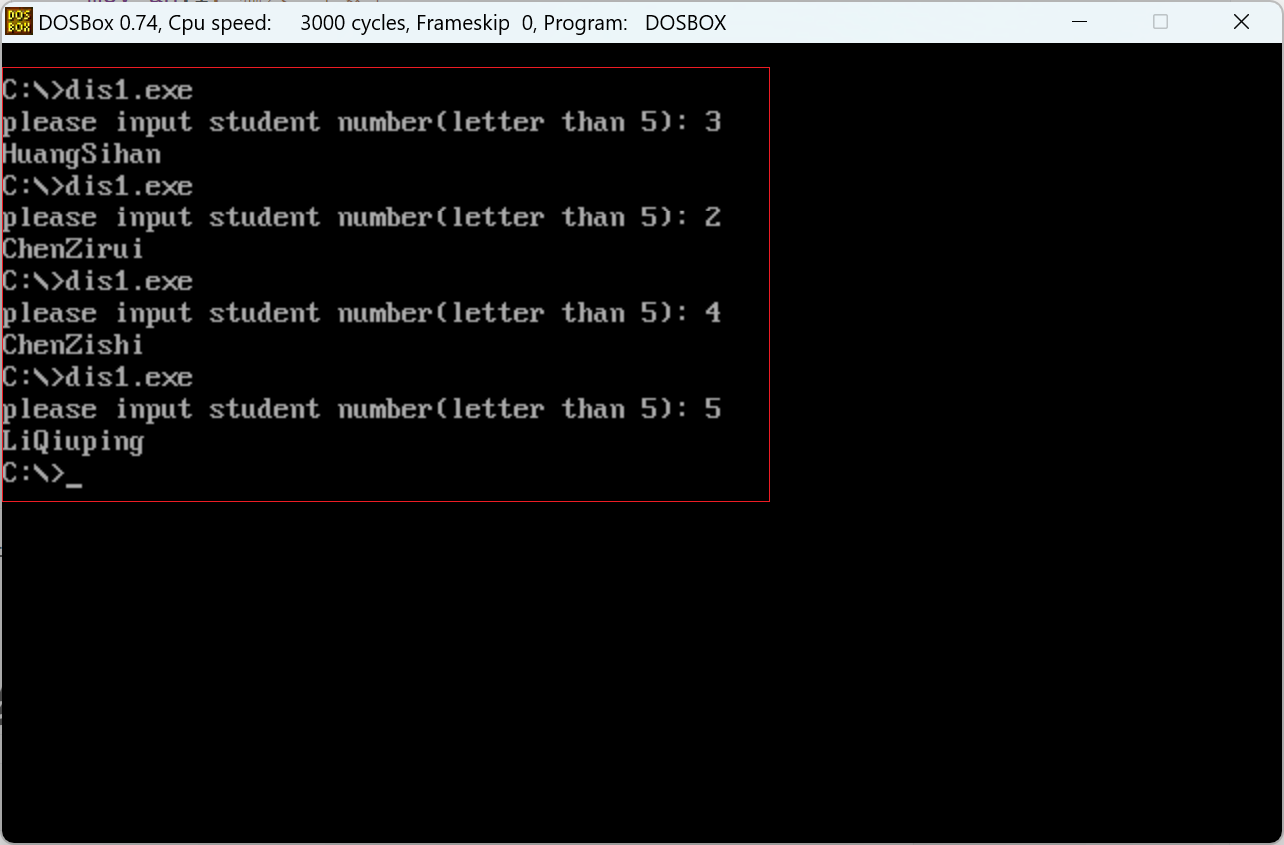 DOS
BOX
DOSBox 0.74, Cpu speed: 3000 cycles, Frameskip 0, Program: DOSBOX
C:\>dis1.exe
please input student number(letter than 5): 3
HuangSihan
C:\>dis1.exe
please input student number(letter than 5): 2
ChenZirui
C:\>dis1.exe
please input student number(letter than 5): 4
ChenZishi
C:\>dis1.exe
please input student number(letter than 5): 5
LiQiuping
C:\>_